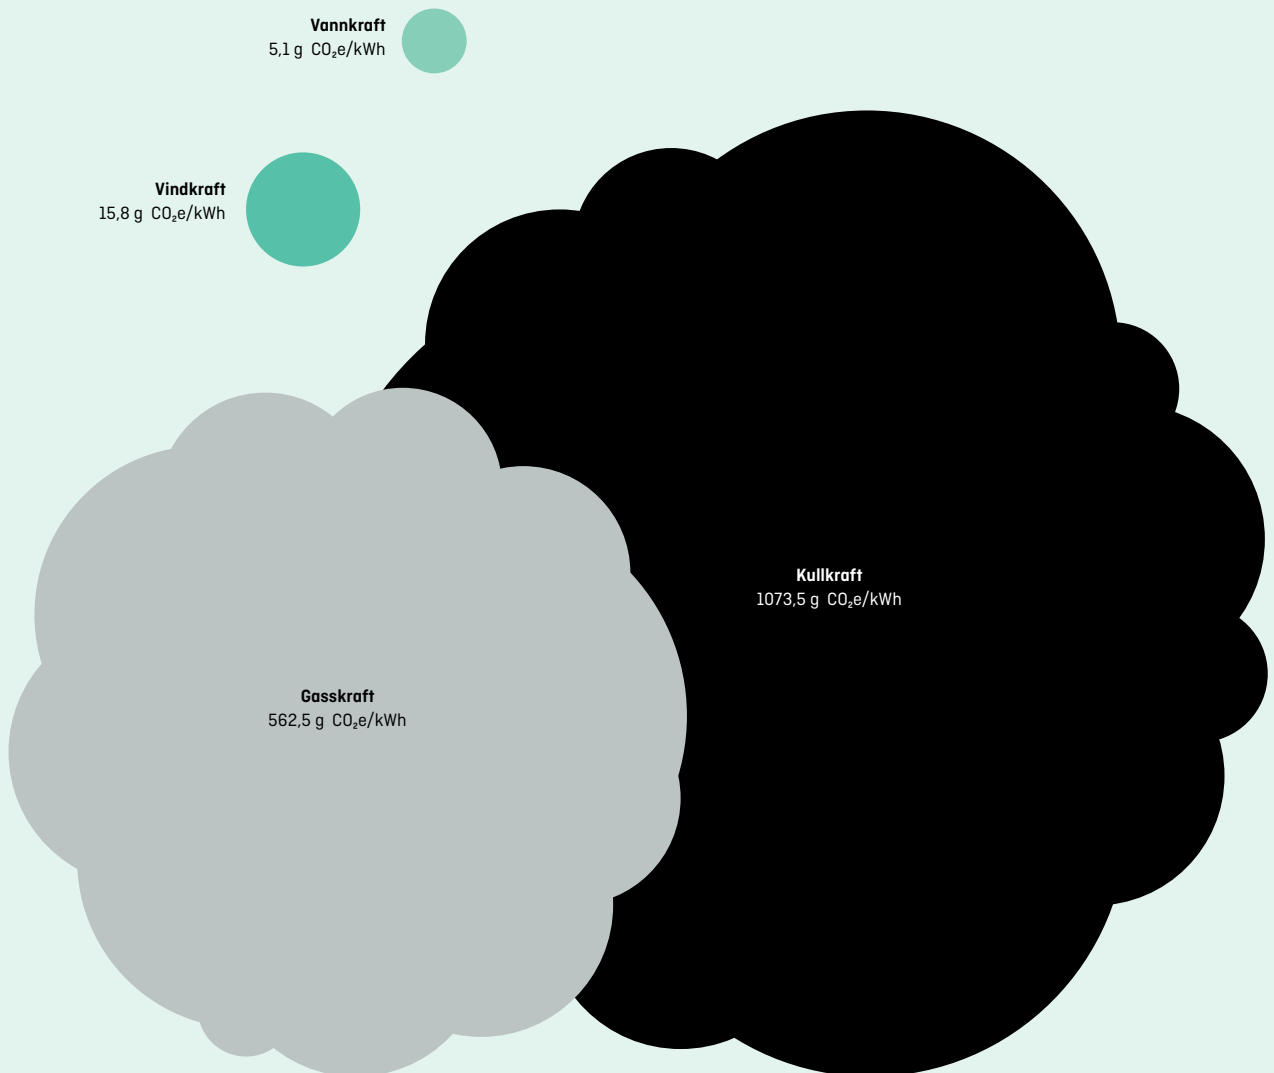 Vannkraft
5,1 g CO₂e/kWh
Vindkraft
15,8 g CO₂e/kWh
Kullkraft
1073,5 g CO₂e/kWh
Gasskraft
562,5 g CO₂e/kWh